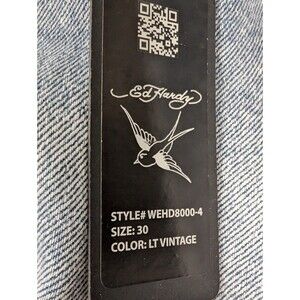 Ed Hardy
STYLE# WEHD8000-4
SIZE: 30
COLOR: LT VINTAGE